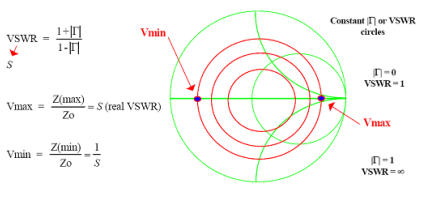 VSWR = 1+|Γ| / 1-|Γ|
S
Vmax = Z(max) / Zo = S (real VSWR)
Vmin = Z(min) / Zo = 1 / S
Vmin
Vmax
Constant |Γ| or VSWR
circles
|Γ| = 0
VSWR = 1
|Γ| = 1
VSWR = ∞